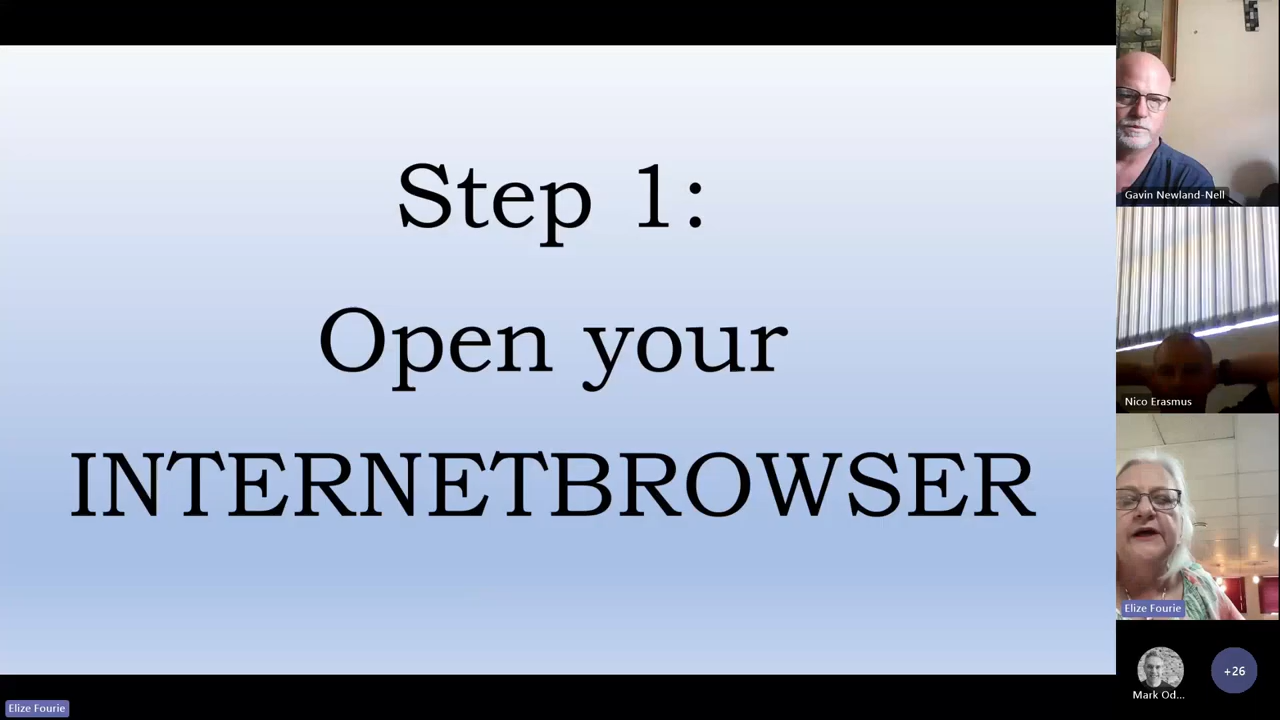 Step 1:
Open your
INTERNETBROWSER
Gavin Newland-Nell
Nico Erasmus
Elize Fourie
Mark Od...
+26
Elize Fourie